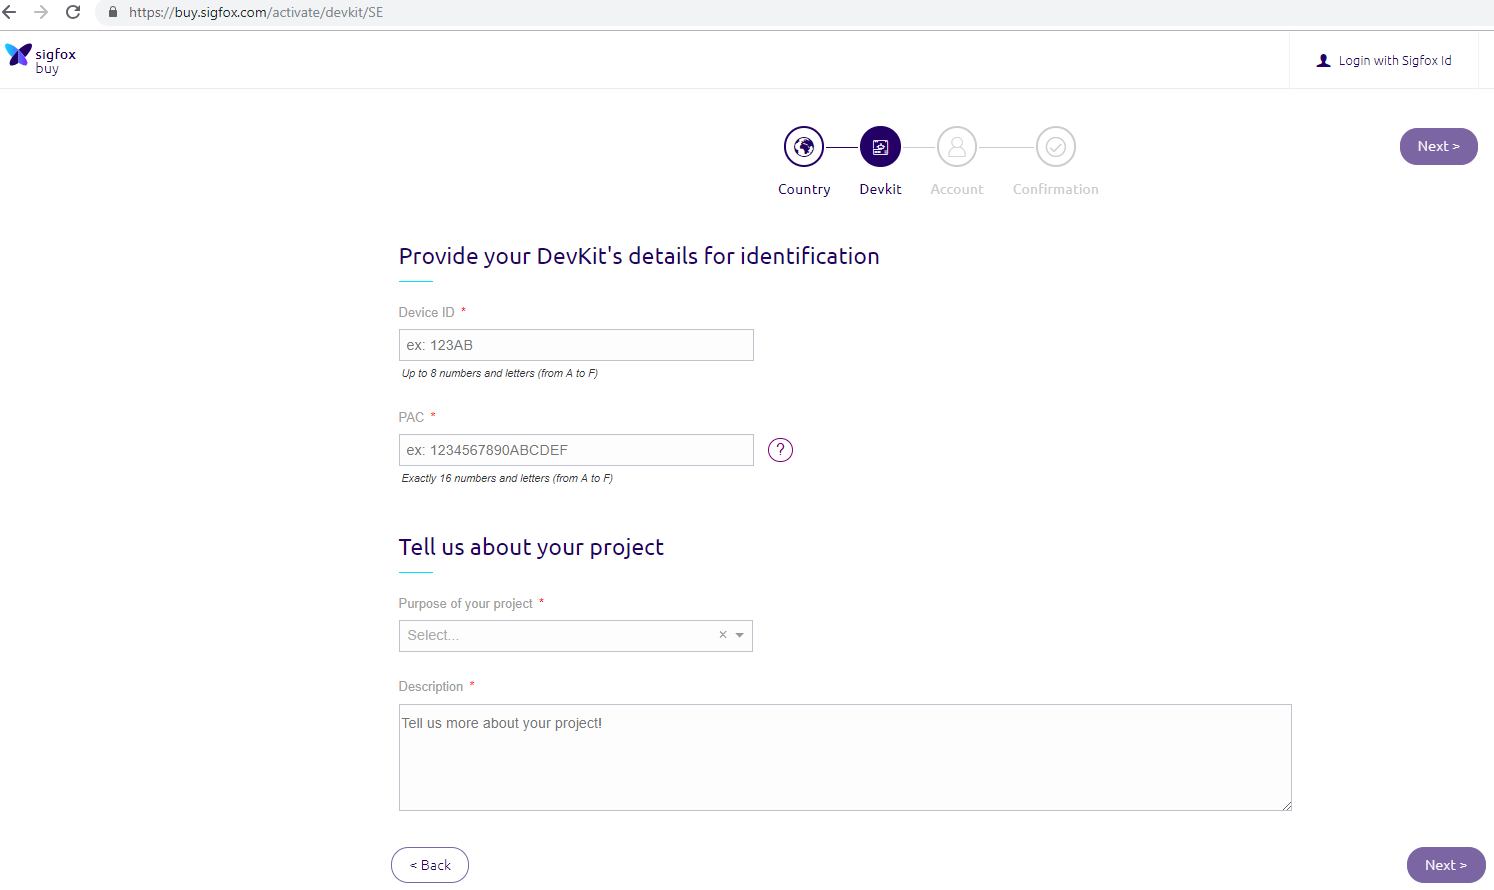 https://buy.sigfox.com/activate/devkit/SE
sigfox
buy
Login with Sigfox Id
Next >
Country
Devkit
Account
Confirmation
Provide your DevKit's details for identification
Device ID *
ex: 123AB
Up to 8 numbers and letters (from A to F)
PAC *
ex: 1234567890ABCDEF
?
Exactly 16 numbers and letters (from A to F)
Tell us about your project
Purpose of your project *
Select...
Description *
Tell us more about your project!
< Back
Next >